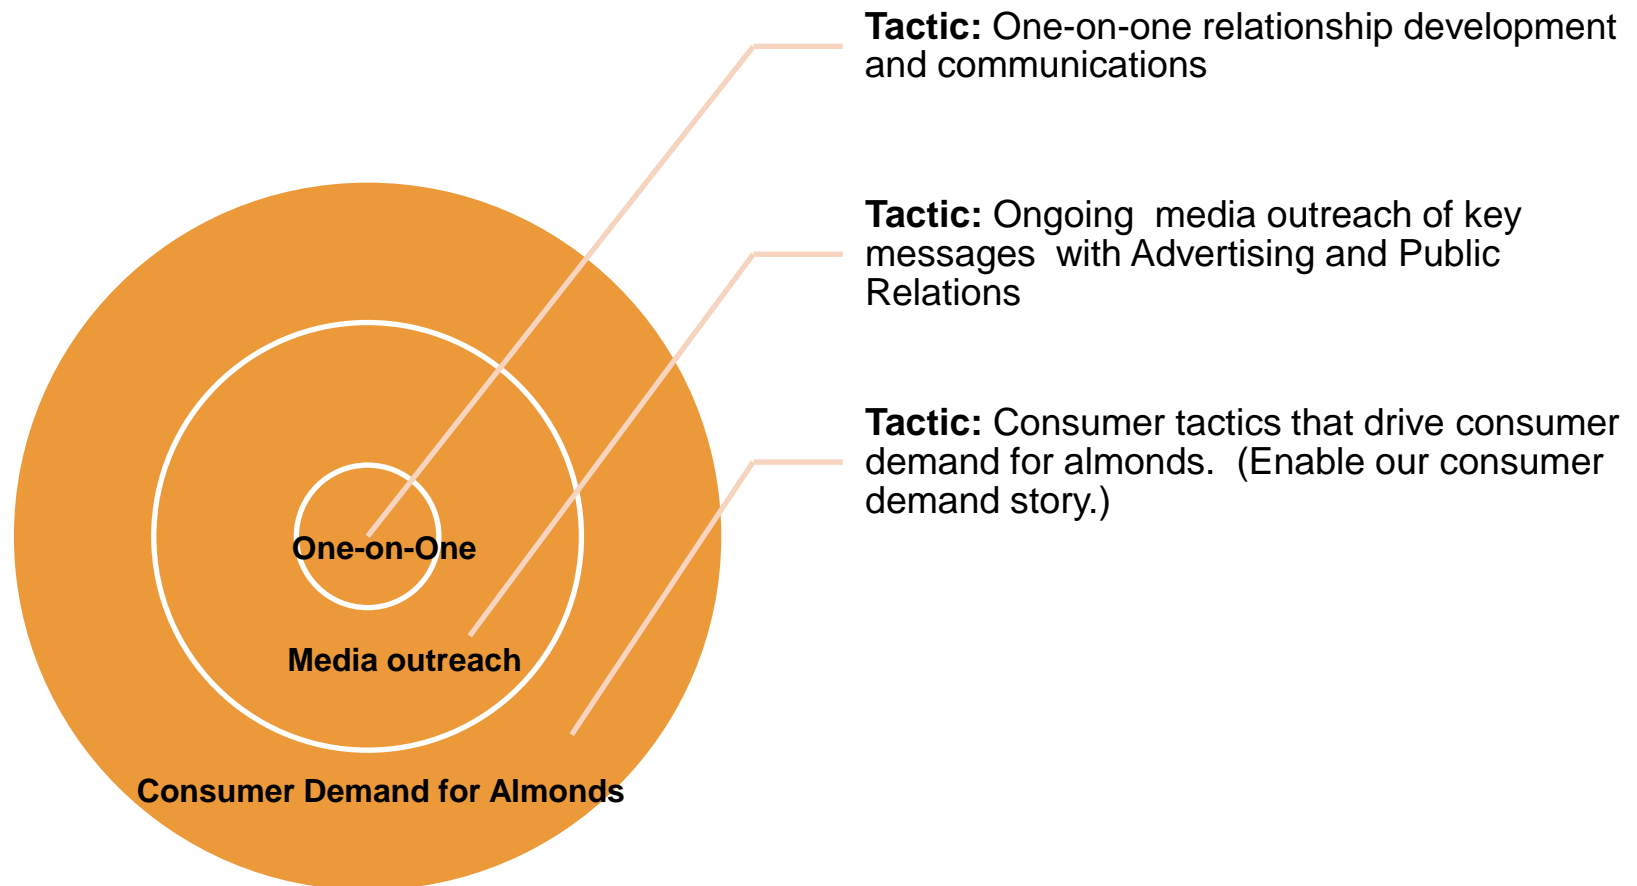 Tactic: One-on-one relationship development
and communications
Tactic: Ongoing  media outreach of key
messages  with Advertising and Public
Relations
Tactic: Consumer tactics that drive consumer
demand for almonds.  (Enable our consumer
demand story.)
One-on-One
Media outreach
Consumer Demand for Almonds